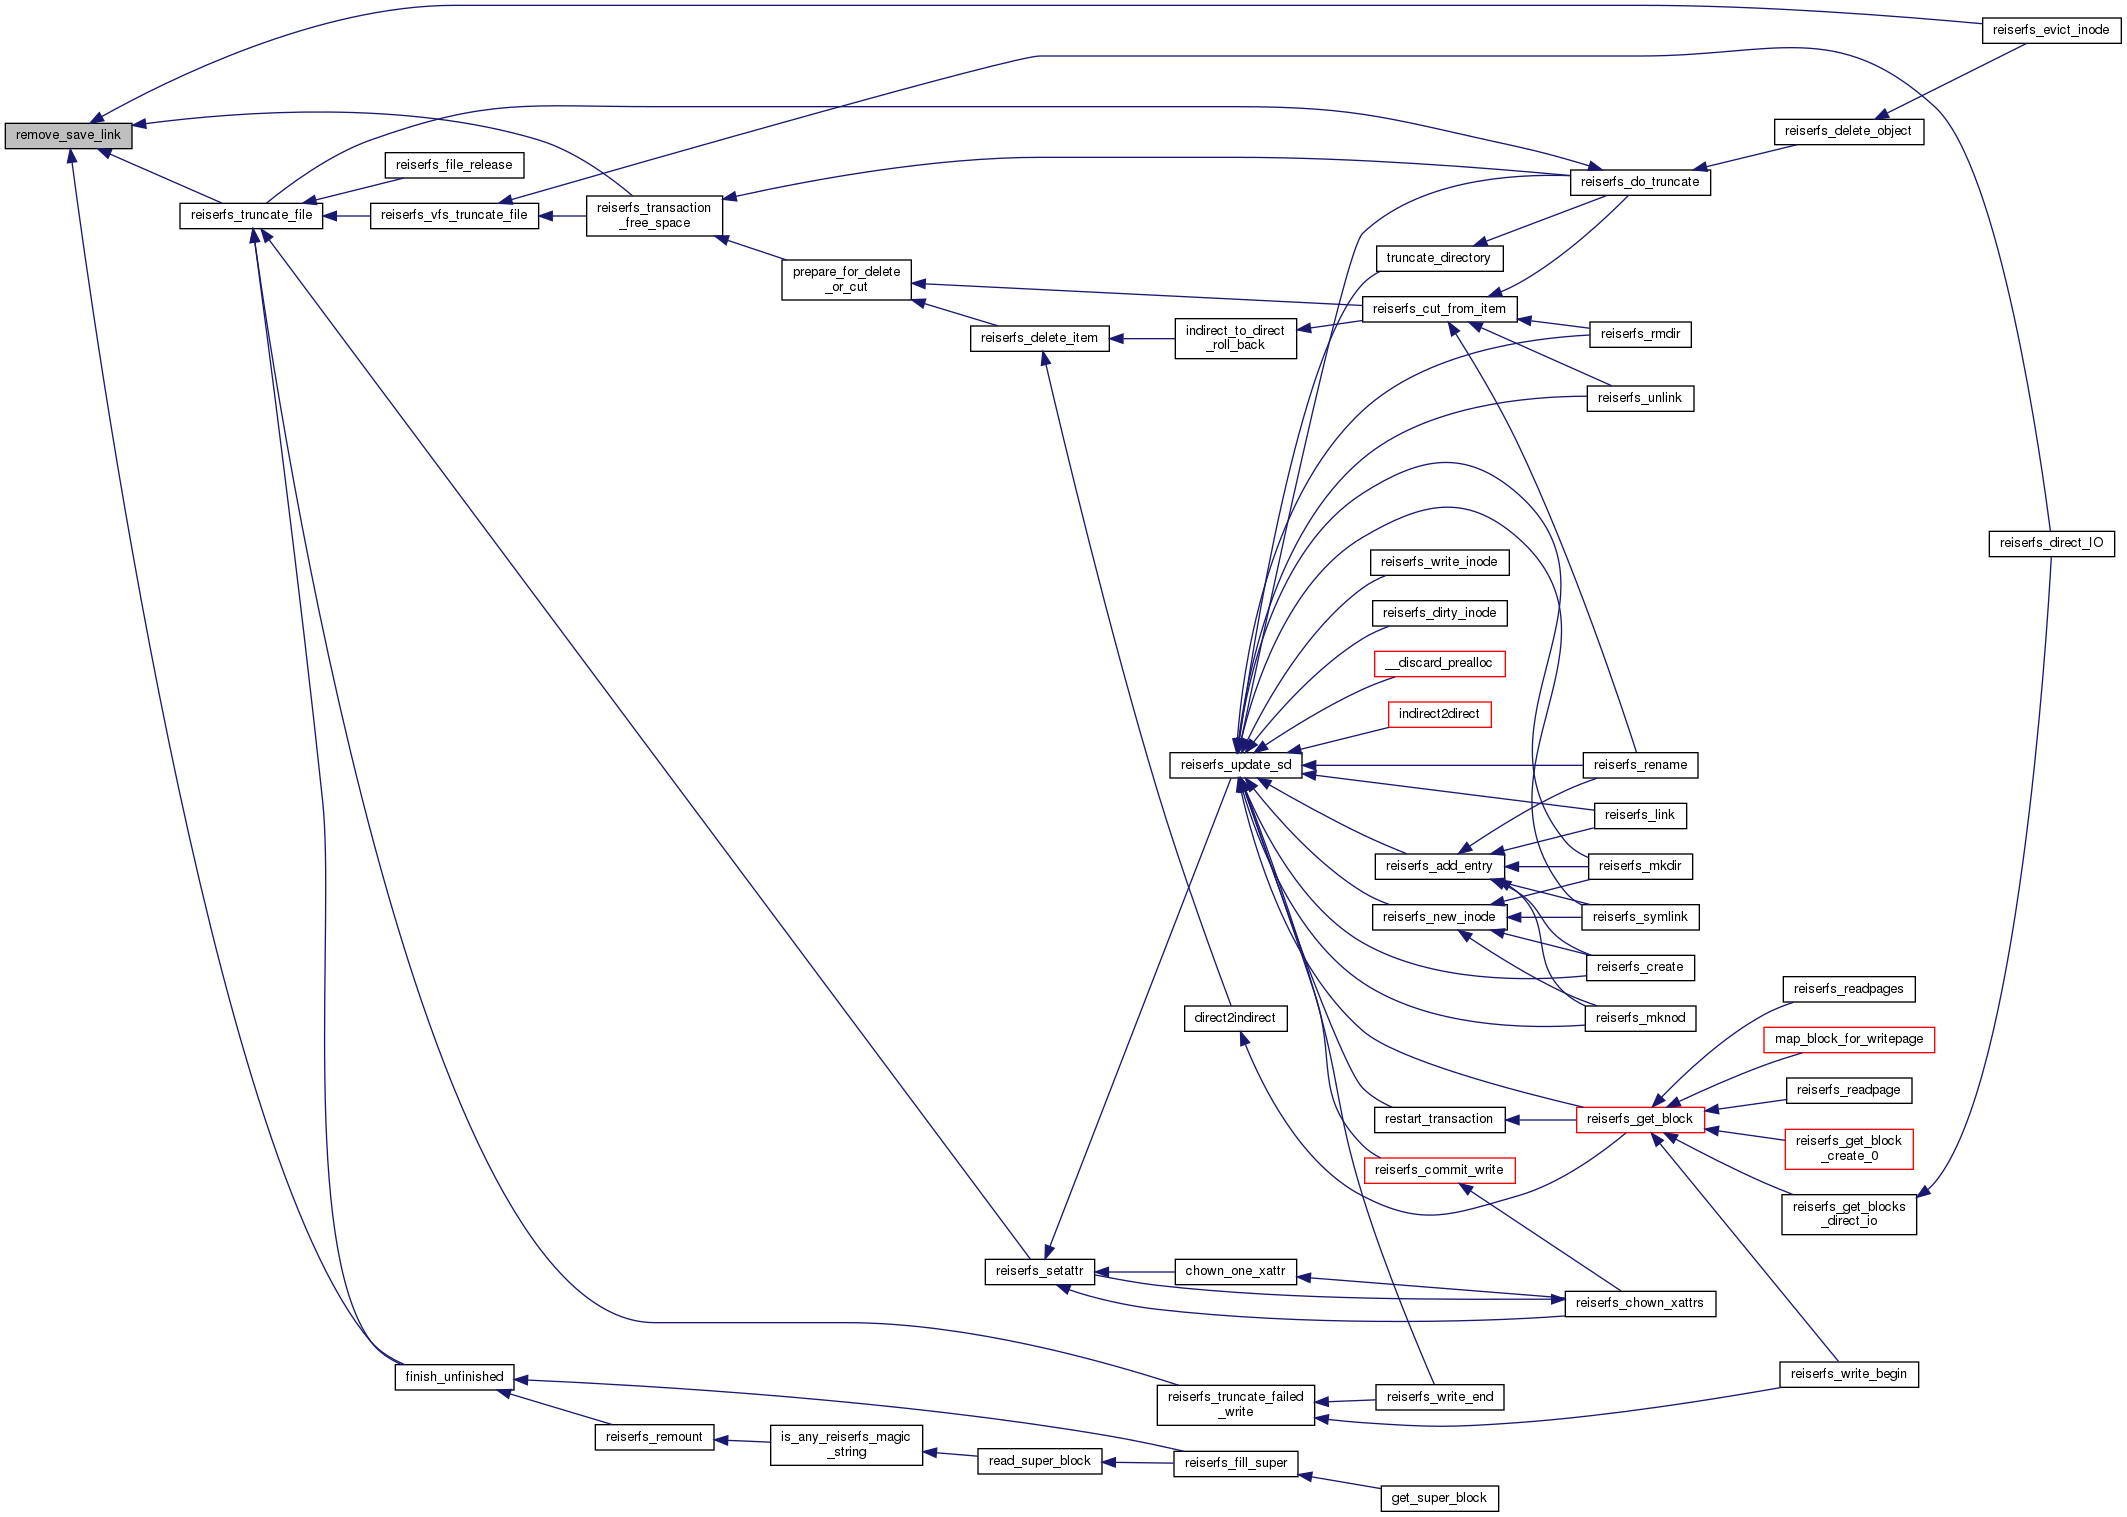 remove_save_link
reiserfs_evict_inode
reiserfs_delete_object
reiserfs_file_release
reiserfs_truncate_file
reiserfs_vfs_truncate_file
reiserfs_transaction
_free_space
reiserfs_do_truncate
truncate_directory
prepare_for_delete
_or_cut
reiserfs_cut_from_item
reiserfs_delete_item
indirect_to_direct
_roll_back
reiserfs_rmdir
reiserfs_unlink
reiserfs_direct_IO
reiserfs_write_inode
reiserfs_dirty_inode
__discard_prealloc
indirect2direct
reiserfs_update_sd
reiserfs_rename
reiserfs_link
reiserfs_add_entry
reiserfs_mkdir
reiserfs_new_inode
reiserfs_symlink
reiserfs_create
direct2indirect
reiserfs_mknod
reiserfs_readpages
map_block_for_writepage
reiserfs_readpage
restart_transaction
reiserfs_get_block
reiserfs_get_block
_create_0
reiserfs_commit_write
reiserfs_get_blocks
_direct_io
reiserfs_setattr
chown_one_xattr
reiserfs_chown_xattrs
finish_unfinished
reiserfs_truncate_failed
_write
reiserfs_write_end
reiserfs_write_begin
reiserfs_remount
is_any_reiserfs_magic
_string
read_super_block
reiserfs_fill_super
get_super_block